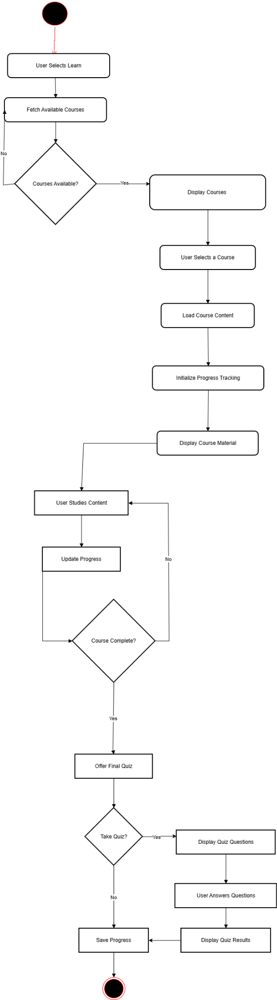 User Selects Learn
Fetch Available Courses
No
Courses Available?
Yes
Display Courses
User Selects a Course
Load Course Content
Initialize Progress Tracking
Display Course Material
User Studies Content
Update Progress
No
Course Complete?
Yes
Offer Final Quiz
Take Quiz?
Yes
Display Quiz Questions
No
User Answers Questions
Save Progress
Display Quiz Results